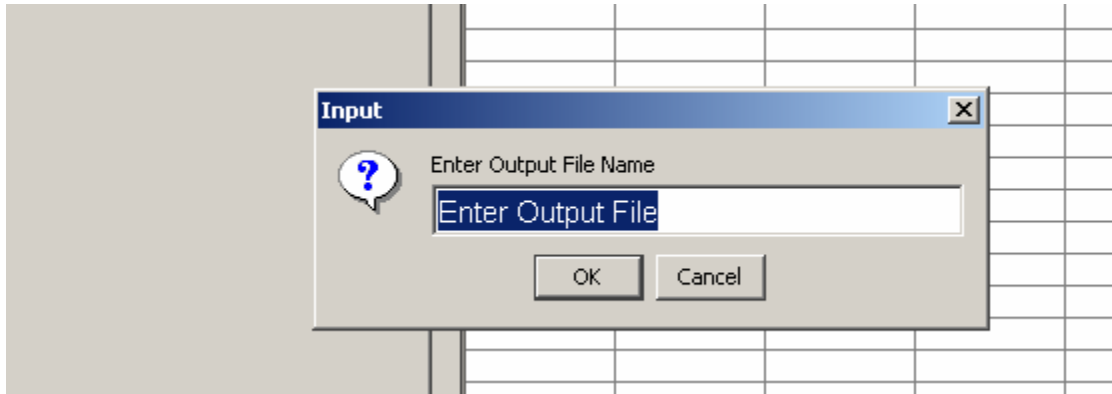 Input
?
Enter Output File Name
Enter Output File
OK Cancel